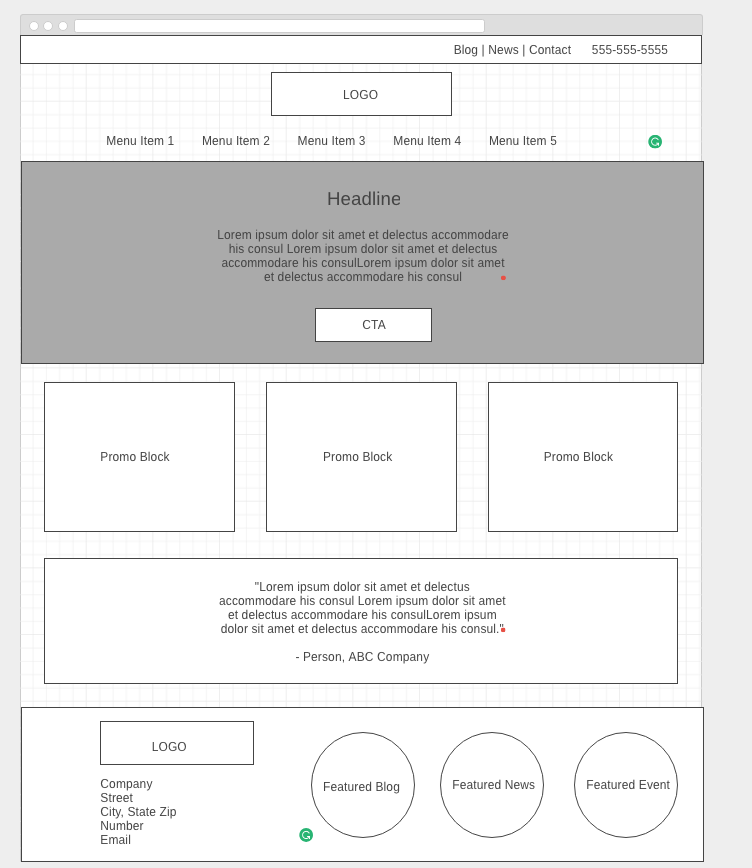 Blog | News | Contact 555-555-5555
LOGO
Menu Item 1 Menu Item 2 Menu Item 3 Menu Item 4 Menu Item 5
Headline
Lorem ipsum dolor sit amet et delectus accommodare
his consul Lorem ipsum dolor sit amet et delectus
accommodare his consulLorem ipsum dolor sit amet
et delectus accommodare his consul
CTA
Promo Block Promo Block Promo Block
"Lorem ipsum dolor sit amet et delectus
accommodare his consul Lorem ipsum dolor sit amet
et delectus accommodare his consulLorem ipsum
dolor sit amet et delectus accommodare his consul."
- Person, ABC Company
LOGO
Company
Street
City, State Zip
Number
Email
Featured Blog Featured News Featured Event